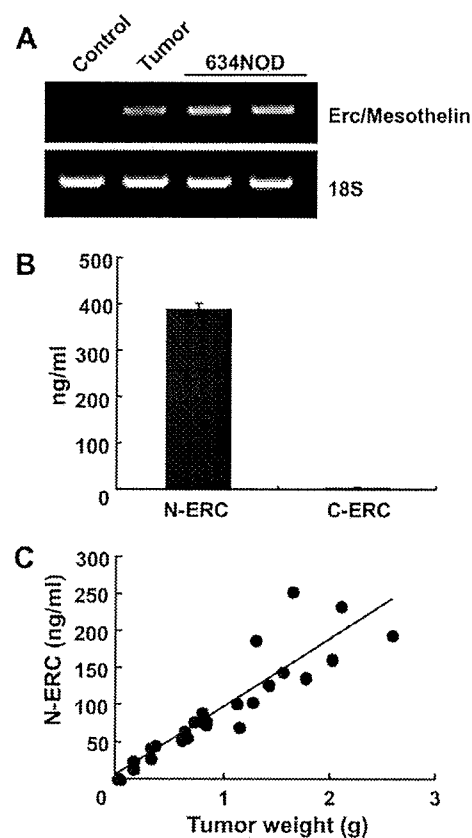 A
Control
Tumor
634NOD
Erc/Mesothelin
18S
B
500
400
300
200
100
0
ng/ml
N-ERC
C-ERC
C
300
250
200
150
100
50
N-ERC (ng/ml)
0
1
2
3
Tumor weight (g)